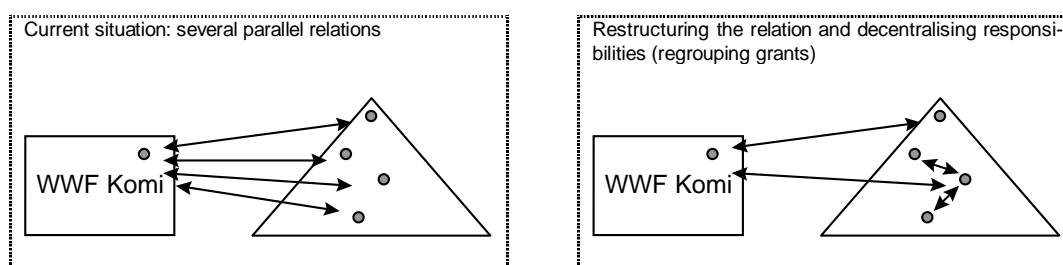 Current situation: several parallel relations
WWF Komi
Restructuring the relation and decentralising responsi-
bilities (regrouping grants)
WWF Komi